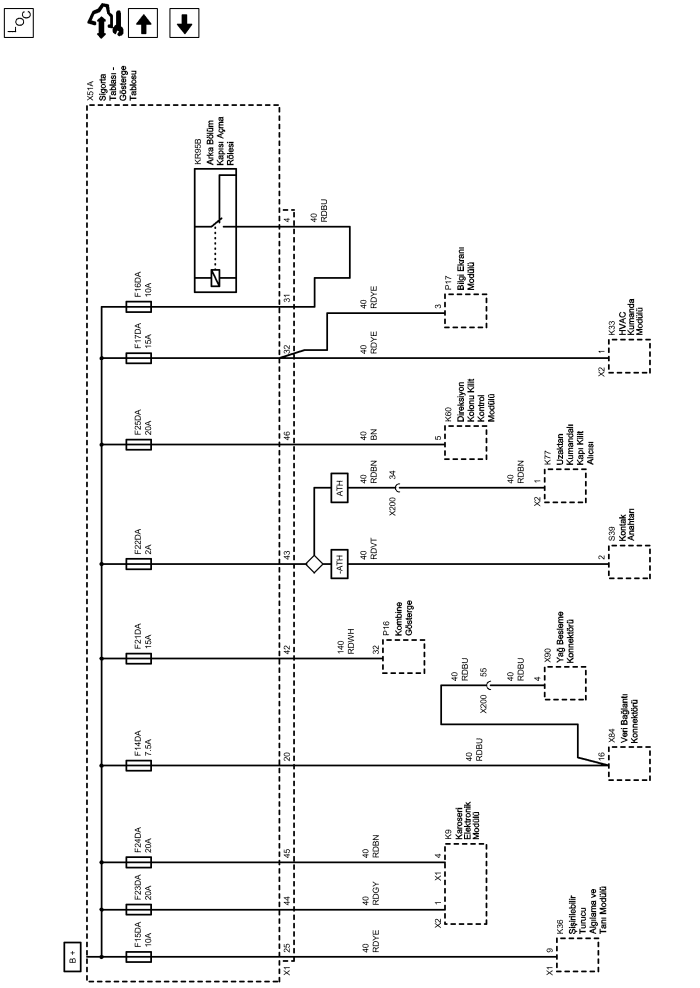 LOC
X51A
Sigorta
Tablası -
Gösterge
Tablosu
KR95B
Arka Bölüm
Kapısı Açma
Rölesi
4
40
RDBU
F16DA
10A
31
P17
Bilgi Ekranı
Modülü
3
40
RDYE
F17DA
15A
32
40
RDYE
1
X2
K33
HVAC
Kumanda
Modülü
F25DA
20A
46
40
BN
5
K60
Direksiyon
Kolonu Kilit
Kontrol
Modülü
ATH
40
RDBN
34
X200
40
RDBN
1
X2
K77
Uzaktan
Kumandalı
Kapı Kilit
Alıcısı
F22DA
2A
43
-ATH
40
RDVT
2
S39
Kontak
Anahtarı
F21DA
15A
42
140
RDWH
32
P16
Kombine
Gösterge
40
RDBU
55
X200
40
RDBU
4
X90
Yağ Besleme
Konnektörü
F14DA
7.5A
20
40
RDBU
16
X84
Veri Bağlantı
Konnektörü
F24DA
20A
45
40
RDBN
4
X1
K9
Karoseri
Elektronik
Modülü
F23DA
20A
44
40
RDGY
1
X2
B +
F15DA
10A
25
X1
40
RDYE
9
X1
K36
Şişirilebilir
Turucu
Algılama ve
Tanı Modülü